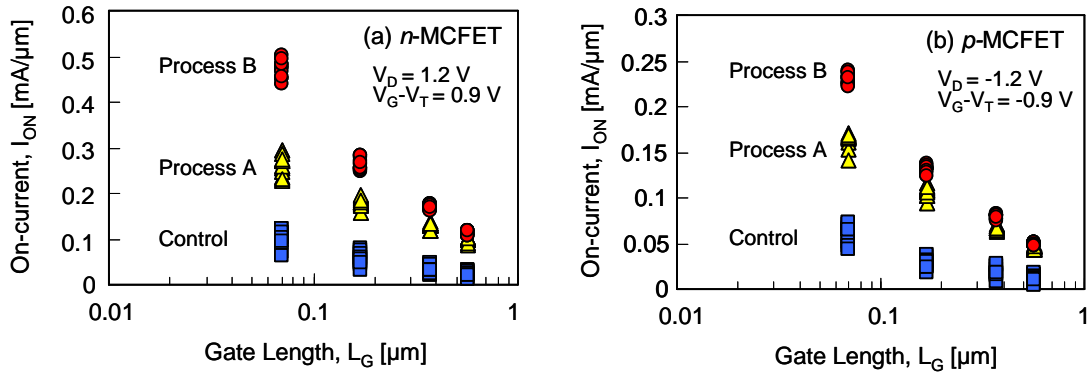 (a) n-MCFET
V_D = 1.2 V
V_G-V_T = 0.9 V
Process B
Process A
Control
On-current, I_ON [mA/µm]
0.6
0.5
0.4
0.3
0.2
0.1
0
0.01
0.1
1
Gate Length, L_G [µm]
(b) p-MCFET
V_D = -1.2 V
V_G-V_T = -0.9 V
Process B
Process A
Control
On-current, I_ON [mA/µm]
0.3
0.25
0.2
0.15
0.1
0.05
0
0.01
0.1
1
Gate Length, L_G [µm]